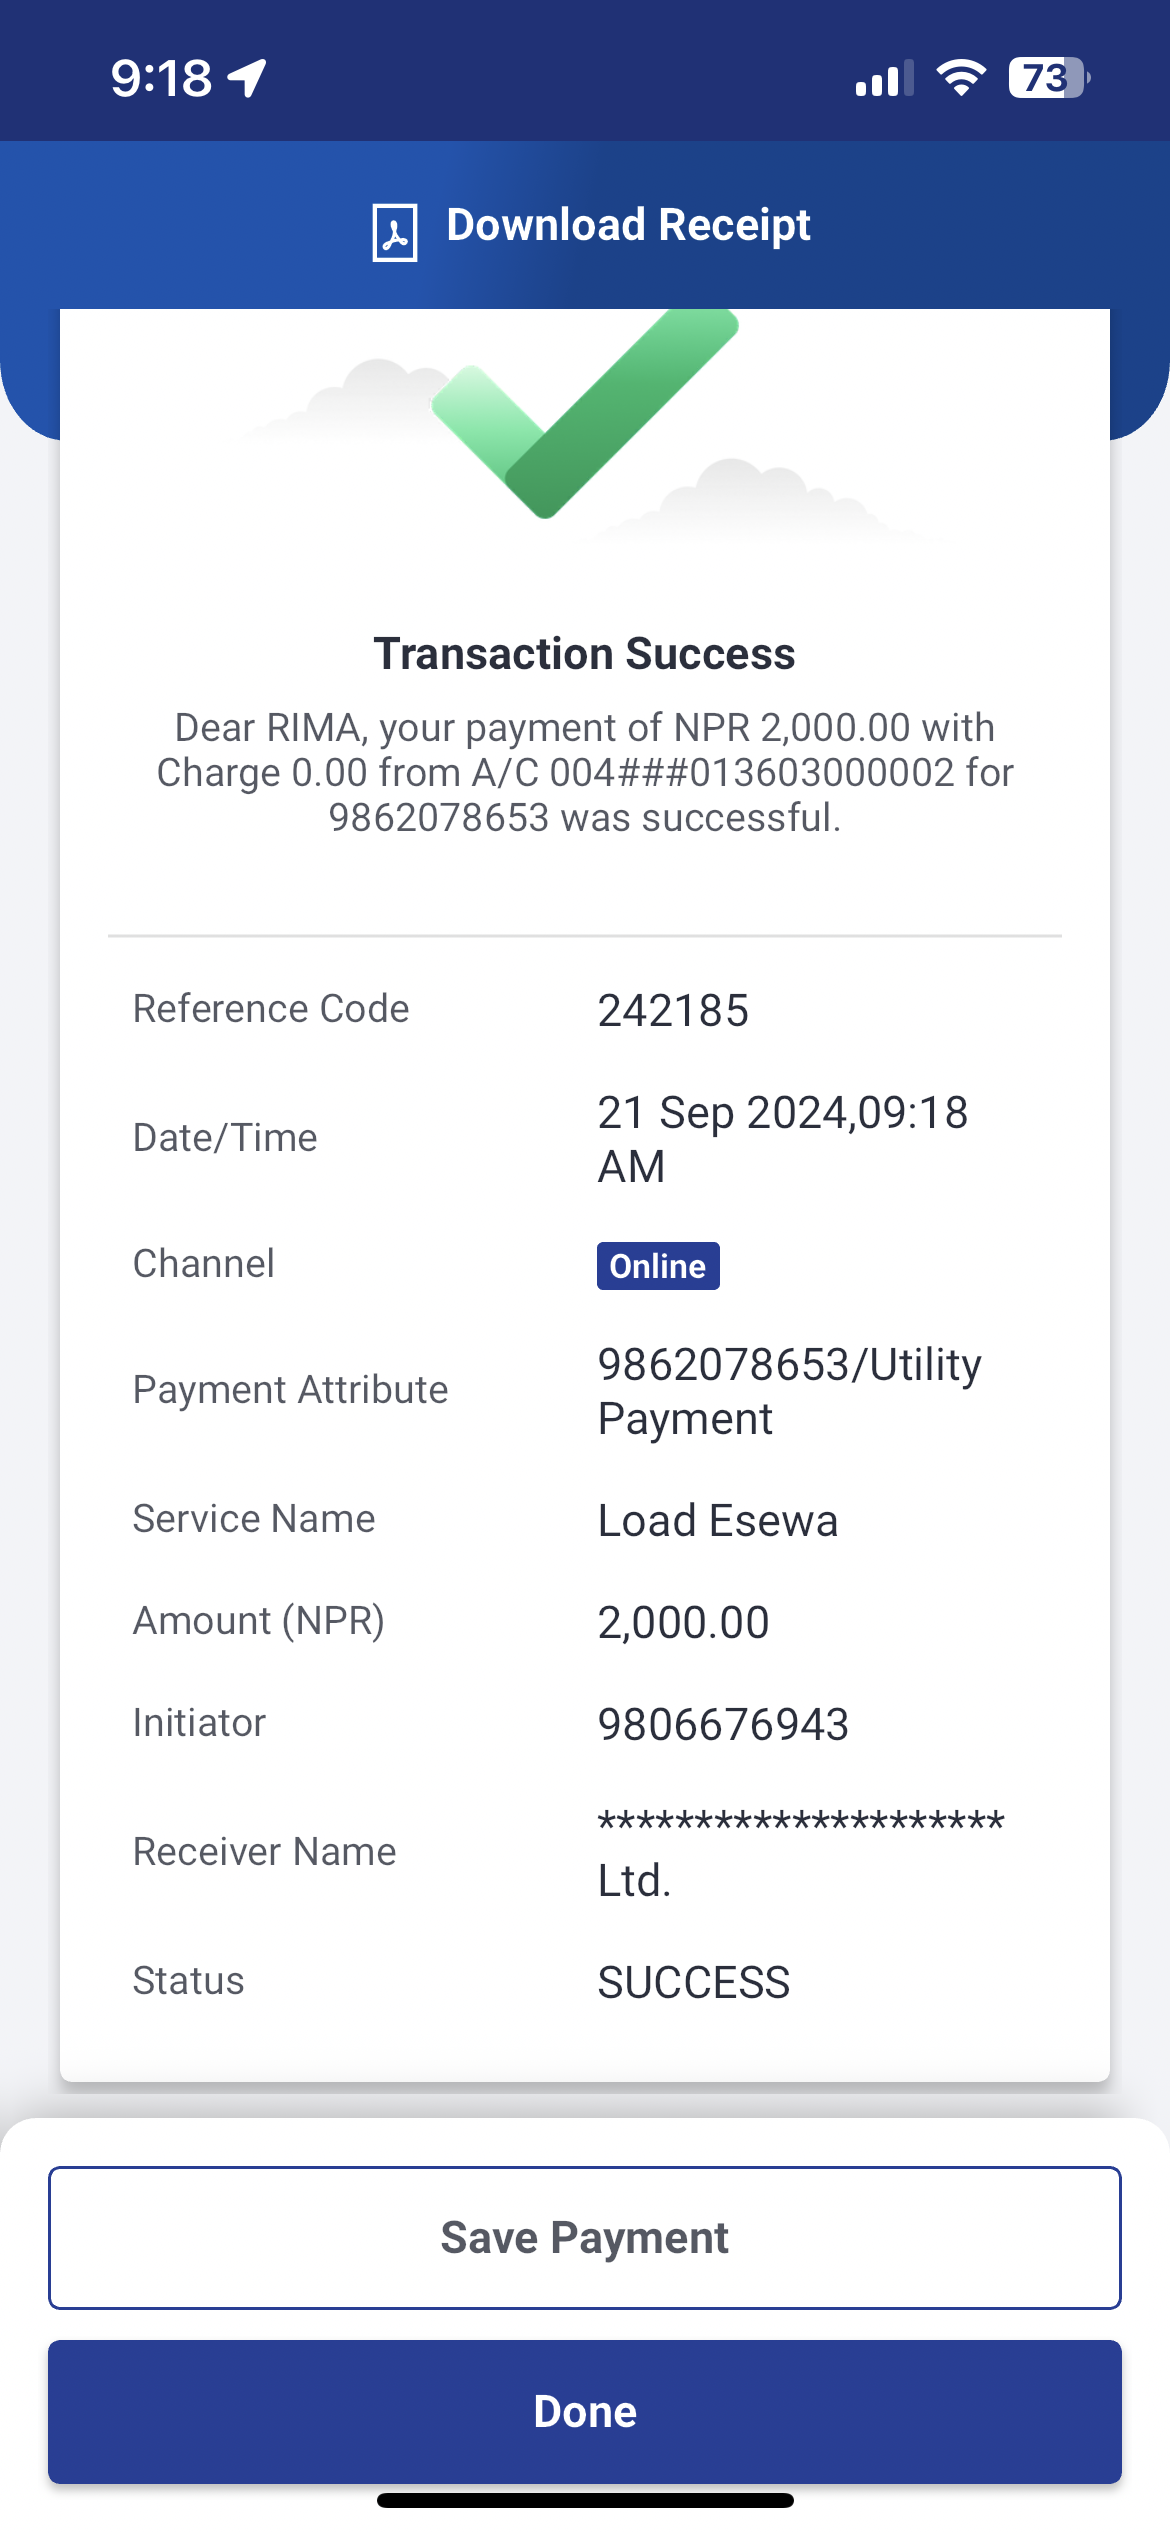 9:18
73
Download Receipt
Transaction Success
Dear RIMA, your payment of NPR 2,000.00 with
Charge 0.00 from A/C 004###013603000002 for
9862078653 was successful.
Reference Code
242185
Date/Time
21 Sep 2024,09:18
AM
Channel
Online
Payment Attribute
9862078653/Utility
Payment
Service Name
Load Esewa
Amount (NPR)
2,000.00
Initiator
9806676943
Receiver Name
*********************
Ltd.
Status
SUCCESS
Save Payment
Done